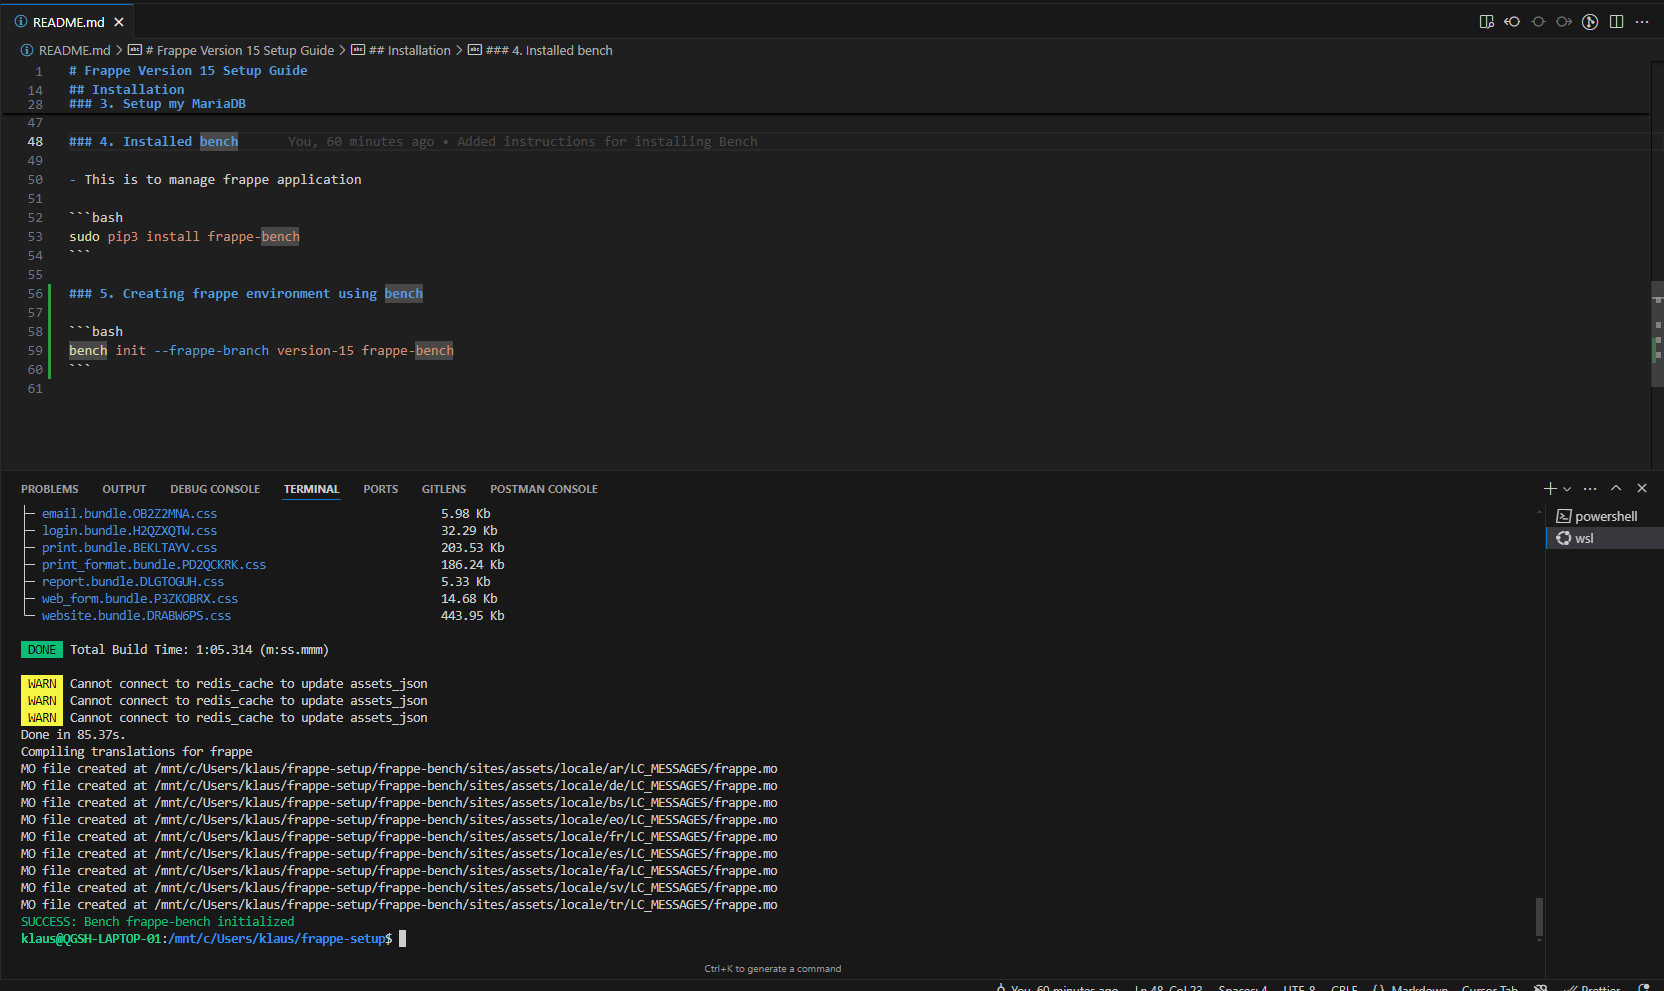 README.md
README.md > # Frappe Version 15 Setup Guide > ## Installation > ### 4. Installed bench
1 # Frappe Version 15 Setup Guide
14 ## Installation
28 ### 3. Setup my MariaDB
47
48 ### 4. Installed bench You, 60 minutes ago • Added instructions for installing Bench
49
50 - This is to manage frappe application
51
52 ```bash
53 sudo pip3 install frappe-bench
54 ```
55
56 ### 5. Creating frappe environment using bench
57
58 ```bash
59 bench init --frappe-branch version-15 frappe-bench
60 ```
61
PROBLEMS OUTPUT DEBUG CONSOLE TERMINAL PORTS GITLENS POSTMAN CONSOLE
powershell
wsl
email.bundle.OB2Z2MNA.css 5.98 Kb
login.bundle.H2QZXQTW.css 32.29 Kb
print.bundle.BEKLTAYV.css 203.53 Kb
print_format.bundle.PD2QCKRK.css 186.24 Kb
report.bundle.DLGTOGUH.css 5.33 Kb
web_form.bundle.P3ZKOBRX.css 14.68 Kb
website.bundle.DRABW6PS.css 443.95 Kb
DONE Total Build Time: 1:05.314 (m:ss.mmm)
WARN Cannot connect to redis_cache to update assets_json
WARN Cannot connect to redis_cache to update assets_json
WARN Cannot connect to redis_cache to update assets_json
Done in 85.37s.
Compiling translations for frappe
MO file created at /mnt/c/Users/klaus/frappe-setup/frappe-bench/sites/assets/locale/ar/LC_MESSAGES/frappe.mo
MO file created at /mnt/c/Users/klaus/frappe-setup/frappe-bench/sites/assets/locale/de/LC_MESSAGES/frappe.mo
MO file created at /mnt/c/Users/klaus/frappe-setup/frappe-bench/sites/assets/locale/bs/LC_MESSAGES/frappe.mo
MO file created at /mnt/c/Users/klaus/frappe-setup/frappe-bench/sites/assets/locale/eo/LC_MESSAGES/frappe.mo
MO file created at /mnt/c/Users/klaus/frappe-setup/frappe-bench/sites/assets/locale/fr/LC_MESSAGES/frappe.mo
MO file created at /mnt/c/Users/klaus/frappe-setup/frappe-bench/sites/assets/locale/es/LC_MESSAGES/frappe.mo
MO file created at /mnt/c/Users/klaus/frappe-setup/frappe-bench/sites/assets/locale/fa/LC_MESSAGES/frappe.mo
MO file created at /mnt/c/Users/klaus/frappe-setup/frappe-bench/sites/assets/locale/sv/LC_MESSAGES/frappe.mo
MO file created at /mnt/c/Users/klaus/frappe-setup/frappe-bench/sites/assets/locale/tr/LC_MESSAGES/frappe.mo
SUCCESS: Bench frappe-bench initialized
klaus@QGSH-LAPTOP-01:/mnt/c/Users/klaus/frappe-setup$
Ctrl+K to generate a command
You, 60 minutes ago Ln 48, Col 23 Spaces: 4 UTF-8 CRLF {} Markdown Cursor Tab Prettier